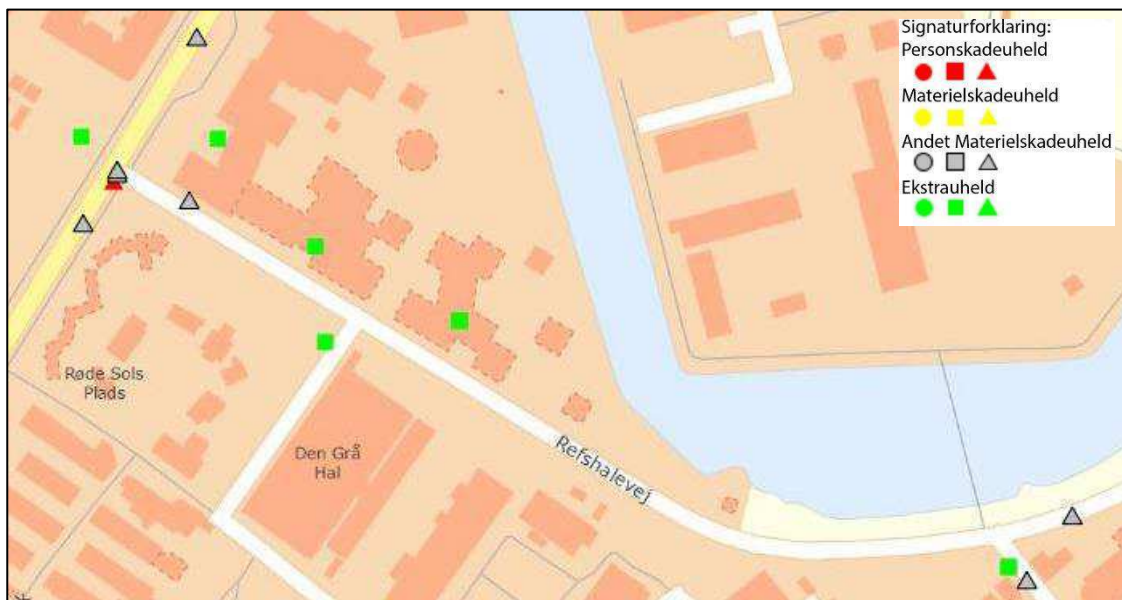 Signaturforklaring:
Personskadeuheld
Materielskadeuheld
Andet Materielskadeuheld
Ekstrauheld
Røde Sols
Plads
Den Grå
Hal
Refshalevej